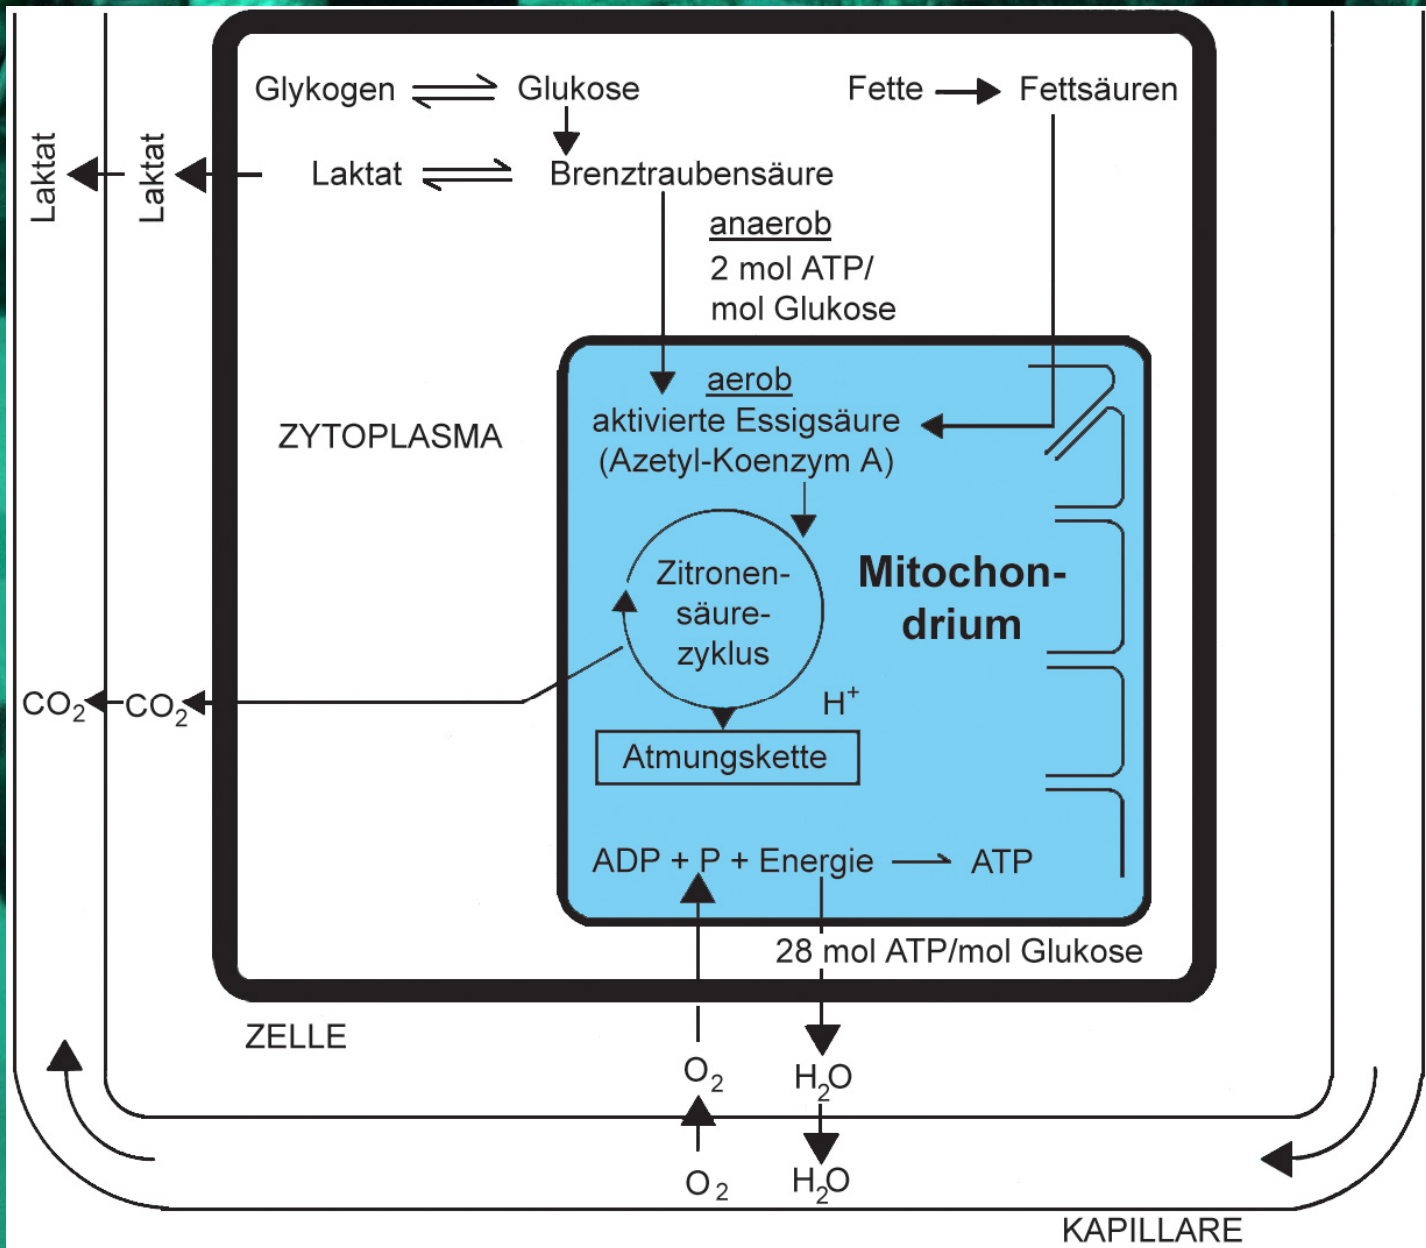 Glykogen Glukose
Fette Fettsäuren
Laktat
Laktat
Laktat Brenztraubensäure
anaerob
2 mol ATP/
mol Glukose
aerob
aktivierte Essigsäure
(Azetyl-Koenzym A)
ZYTOPLASMA
Zitronen-
säure-
zyklus
Mitochon-
drium
CO2 CO2
H+
Atmungskette
ADP + P + Energie ATP
28 mol ATP/mol Glukose
ZELLE
O2 H2O
O2 H2O
KAPILLARE